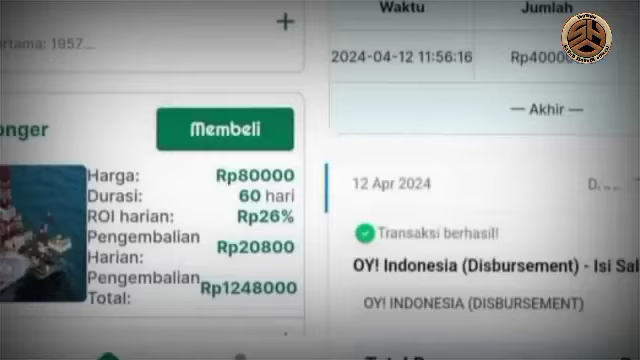 Waktu Jumlah
+
ertama: 1957...
2024-04-12 11:56:16 Rp40000
— Akhir —
onger
Membeli
Harga: Rp80000
Durasi: 60 hari
ROI harian: Rp26%
Pengembalian
Harian: Rp20800
Pengembalian
Total: Rp1248000
12 Apr 2024
Transaksi berhasil!
OY! Indonesia (Disbursement) - Isi Sal
OY! INDONESIA (DISBURSEMENT)